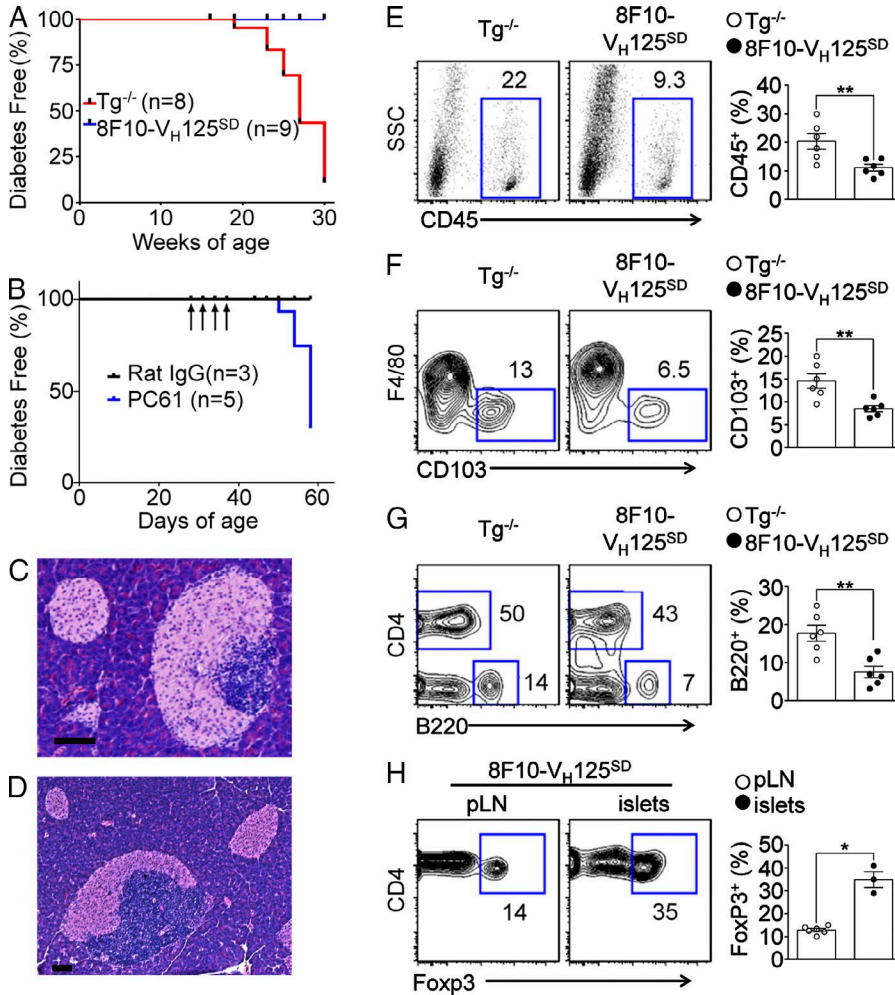 A
Diabetes Free (%)
100
75
50
25
0
Tg-/- (n=8)
8F10-VH125SD (n=9)
0 10 20 30
Weeks of age
B
Diabetes Free (%)
100
50
0
Rat IgG(n=3)
PC61 (n=5)
0 20 40 60
Days of age
C
D
E
Tg-/-
8F10-
VH125SD
22
9.3
SSC
CD45
Tg-/-
8F10-VH125SD
CD45+ (%)
40
30
20
10
0
**
F
Tg-/-
8F10-
VH125SD
13
6.5
F4/80
CD103
Tg-/-
8F10-VH125SD
CD103+ (%)
25
20
15
10
5
0
**
G
Tg-/-
8F10-
VH125SD
50
43
14
7
CD4
B220
Tg-/-
8F10-VH125SD
B220+ (%)
30
20
10
0
**
H
8F10-VH125SD
pLN islets
14
35
CD4
Foxp3
pLN
islets
FoxP3+ (%)
50
40
30
20
10
0
*